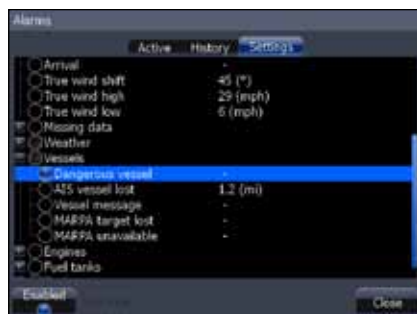 Alarms
Active History Settings
Arrival -
True wind shift 45 (°)
True wind high 29 (mph)
True wind low 6 (mph)
Missing data
Weather
Vessels
Dangerous vessel -
AIS vessel lost 1.2 (mi)
Vessel message -
MARPA target lost -
MARPA unavailable -
Engines
Fuel tanks
Enabled
Close